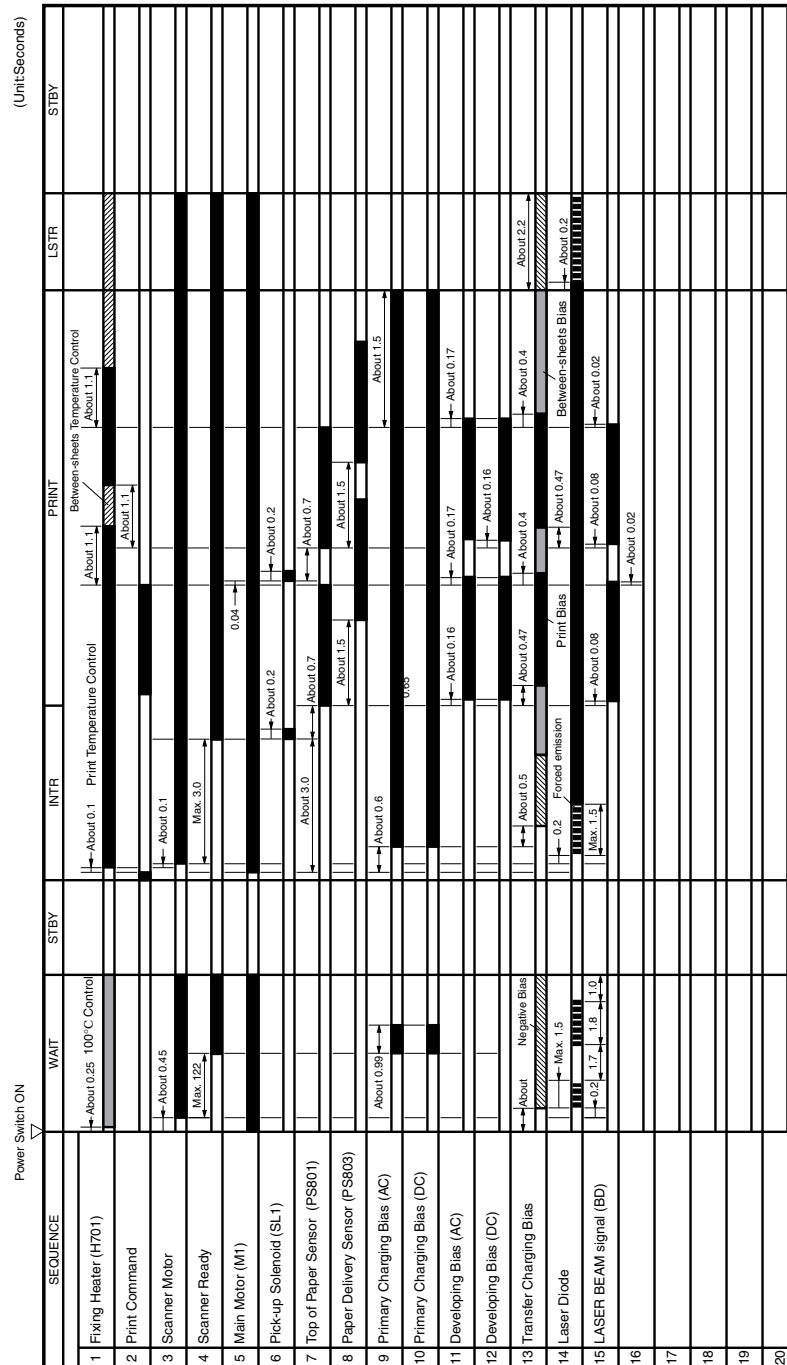 (Unit:Seconds)
Power Switch ON
SEQUENCE
WAIT
STBY
INTR
PRINT
LSTR
STBY
1 Fixing Heater (H701)
About 0.25
100°C Control
About 0.1
Print Temperature Control
About 1.1
Between-sheets Temperature Control
About 1.1
About 1.1
2 Print Command
3 Scanner Motor
About 0.45
About 0.1
4 Scanner Ready
Max. 122
Max. 3.0
5 Main Motor (M1)
0.04
6 Pick-up Solenoid (SL1)
About 0.2
About 0.2
7 Top of Paper Sensor (PS801)
About 3.0
About 0.7
About 0.7
8 Paper Delivery Sensor (PS803)
About 1.5
About 1.5
9 Primary Charging Bias (AC)
About 0.99
About 0.6
About 1.5
10 Primary Charging Bias (DC)
0.65
11 Developing Bias (AC)
About 0.16
About 0.17
About 0.17
12 Developing Bias (DC)
About 0.16
13 Transfer Charging Bias
About
Negative Bias
About 0.5
About 0.47
Print Bias
About 0.4
About 0.4
Between-sheets Bias
About 2.2
14 Laser Diode
Max. 1.5
0.2
Forced emission
About 0.47
About 0.2
15 LASER BEAM signal (BD)
0.2
1.7
1.8
1.0
Max. 1.5
About 0.08
About 0.08
About 0.02
16
About 0.02
17
18
19
20